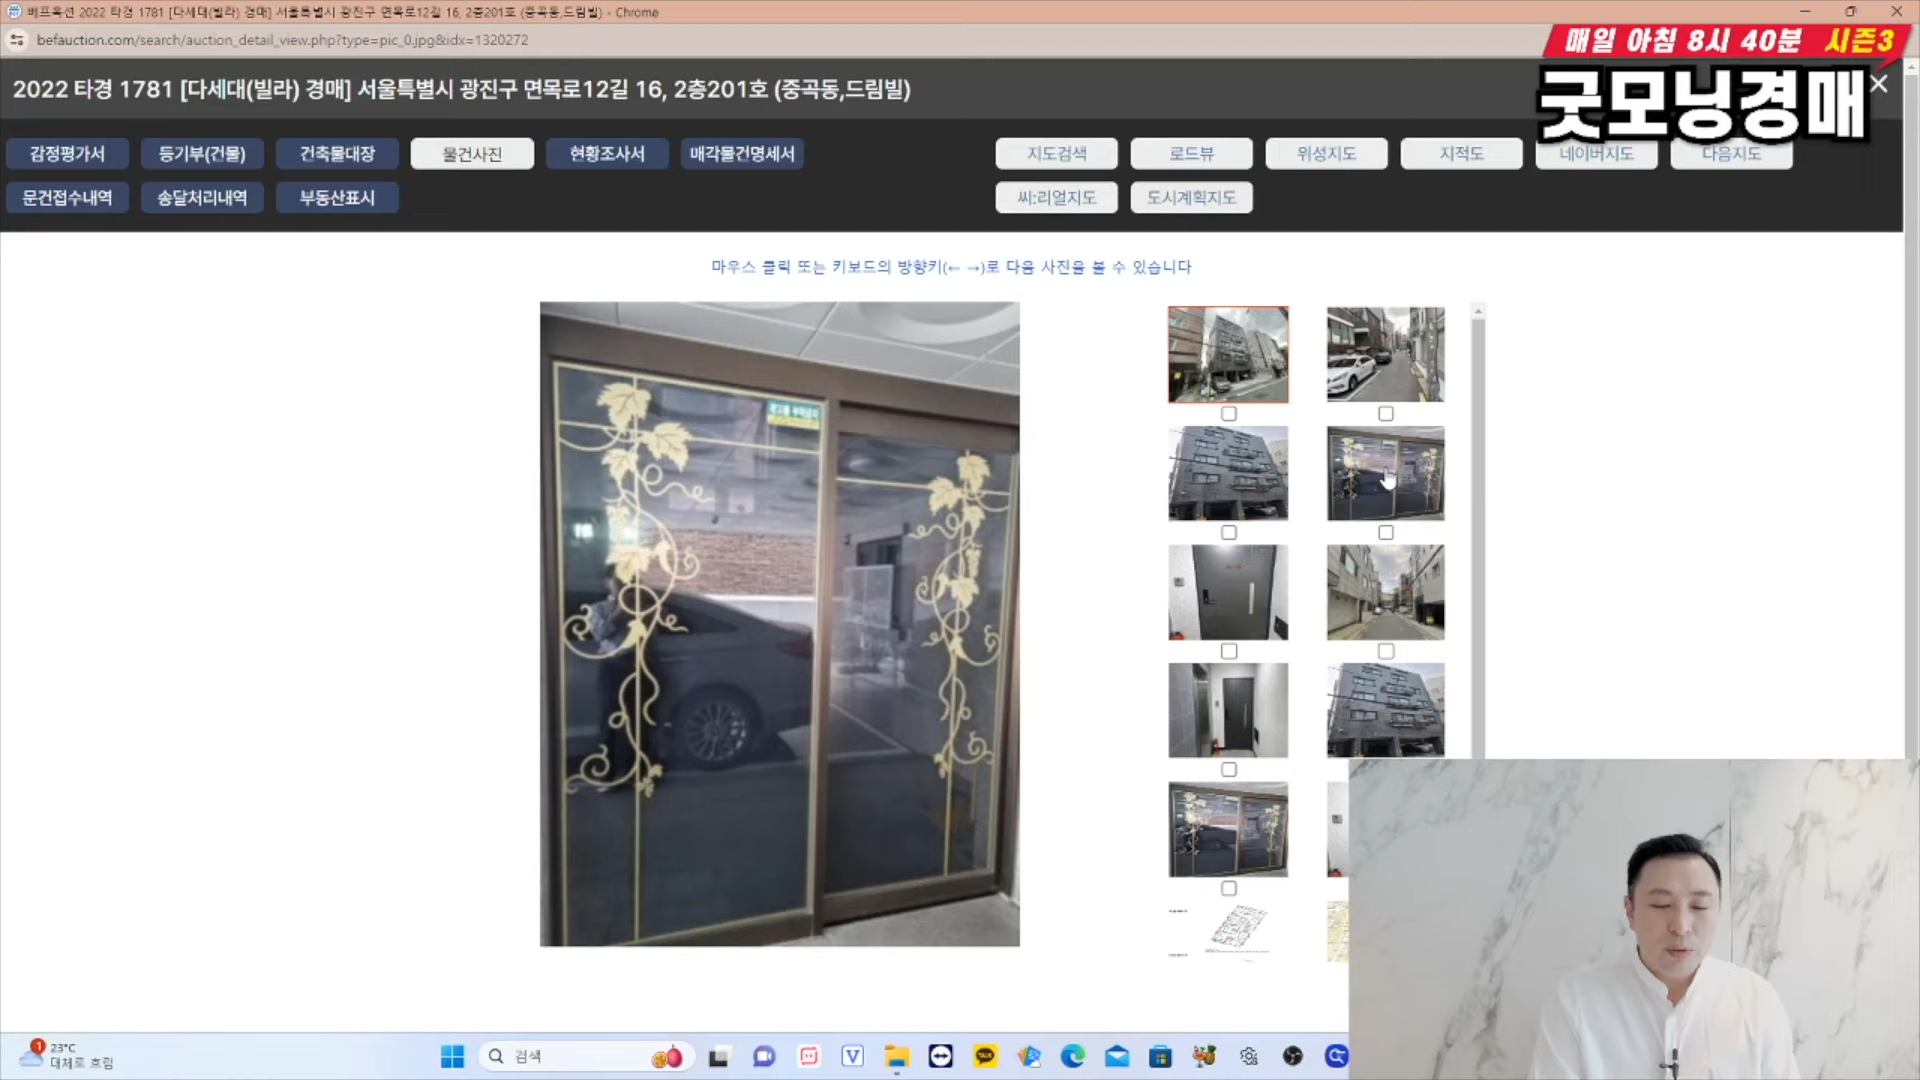 베프옥션 2022 타경 1781 [다세대(빌라) 경매] 서울특별시 광진구 면목로12길 16, 2층201호 (중곡동,드림빌) - Chrome
befauction.com/search/auction_detail_view.php?type=pic_0.jpg&idx=1320272
매일 아침 8시 40분 시즌3
굿모닝경매
2022 타경 1781 [다세대(빌라) 경매] 서울특별시 광진구 면목로12길 16, 2층201호 (중곡동,드림빌)
감정평가서 등기부(건물) 건축물대장 물건사진 현황조사서 매각물건명세서 지도검색 로드뷰 위성지도 지적도 네이버지도 다음지도
문건접수내역 송달처리내역 부동산표시 씨:리얼지도 도시계획지도
마우스 클릭 또는 키보드의 방향키(← →)로 다음 사진을 볼 수 있습니다
1
23°C
대체로 흐림
검색
V
TALK